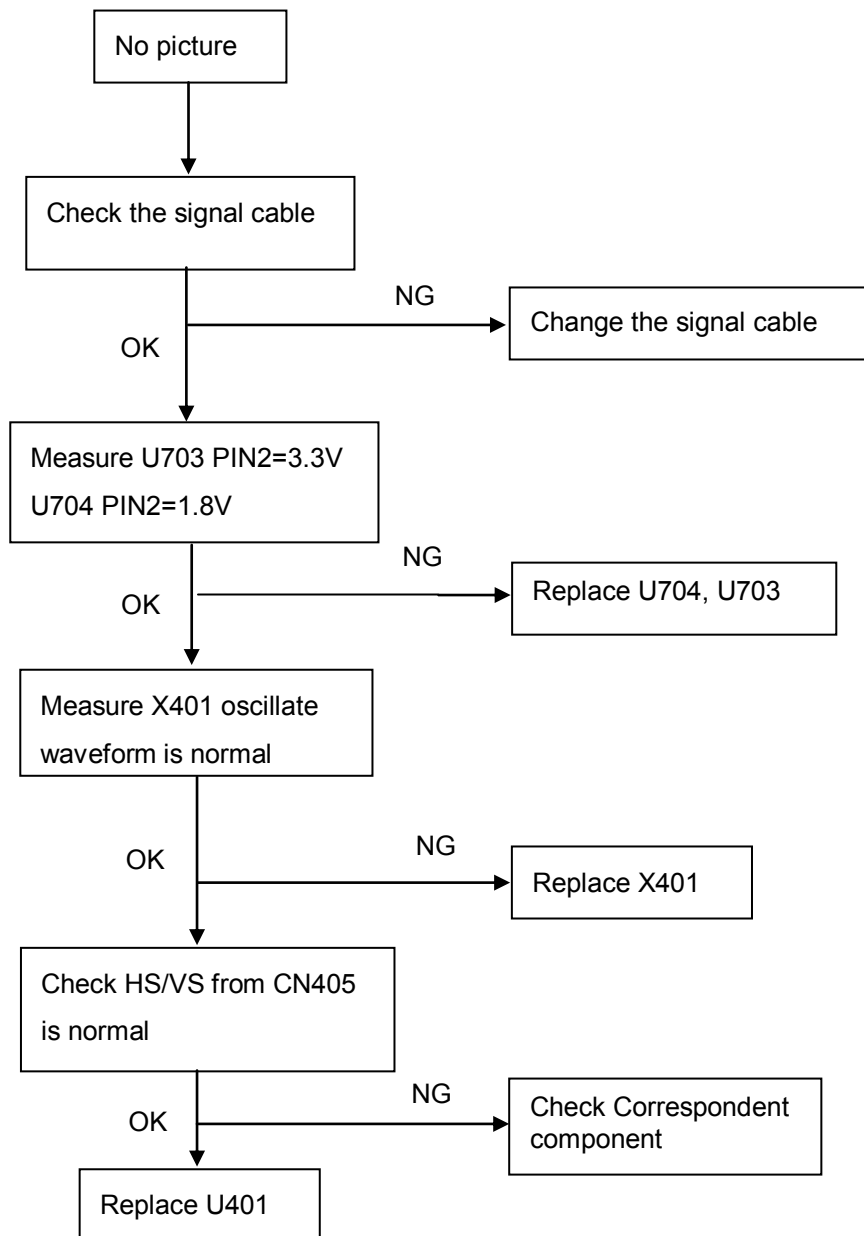 No picture
Check the signal cable
NG
Change the signal cable
OK
Measure U703 PIN2=3.3V
U704 PIN2=1.8V
NG
Replace U704, U703
OK
Measure X401 oscillate
waveform is normal
NG
OK
Replace X401
Check HS/VS from CN405
is normal
NG
OK
Check Correspondent
component
Replace U401